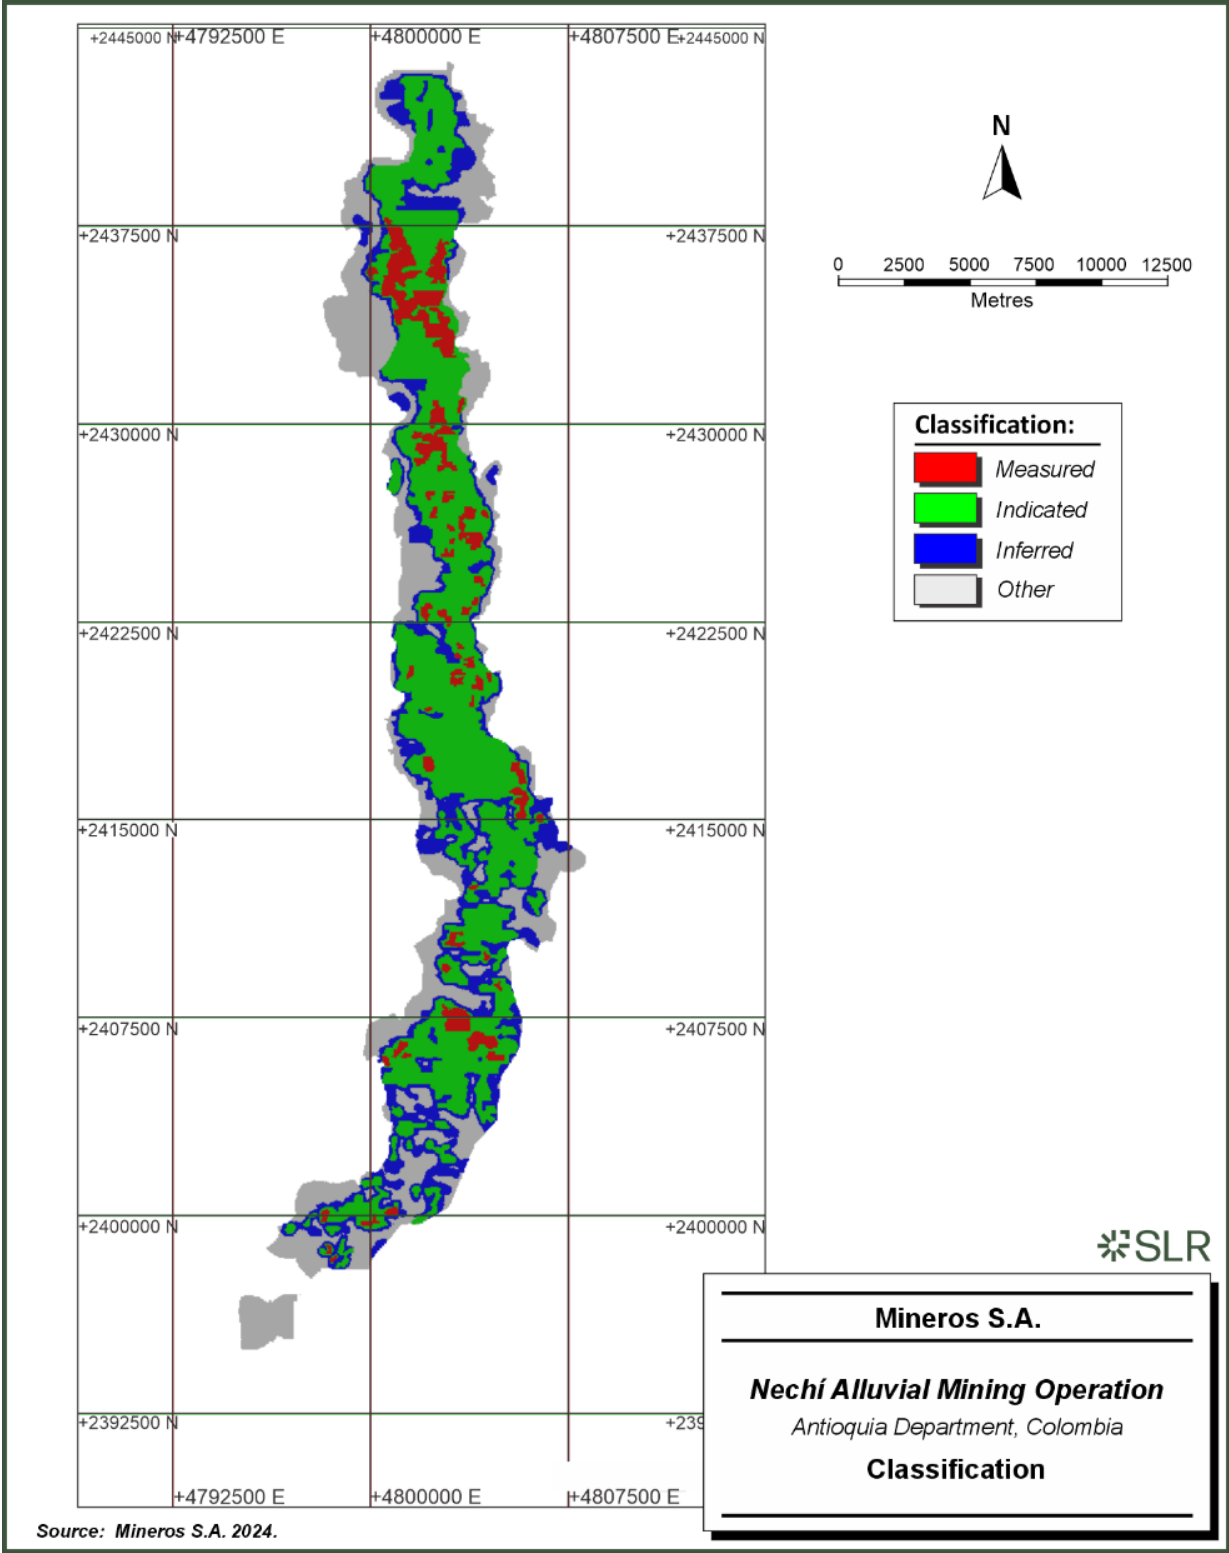 +2445000 N
+4792500 E
+4800000 E
+4807500 E
+2445000 N
N
+2437500 N
+2437500 N
0 2500 5000 7500 10000 12500
Metres
+2430000 N
+2430000 N
Classification:
Measured
Indicated
Inferred
Other
+2422500 N
+2422500 N
+2415000 N
+2415000 N
+2407500 N
+2407500 N
+2400000 N
+2400000 N
SLR
Mineros S.A.
Nechí Alluvial Mining Operation
Antioquia Department, Colombia
Classification
+2392500 N
+239
+4792500 E
+4800000 E
+4807500 E
Source: Mineros S.A. 2024.